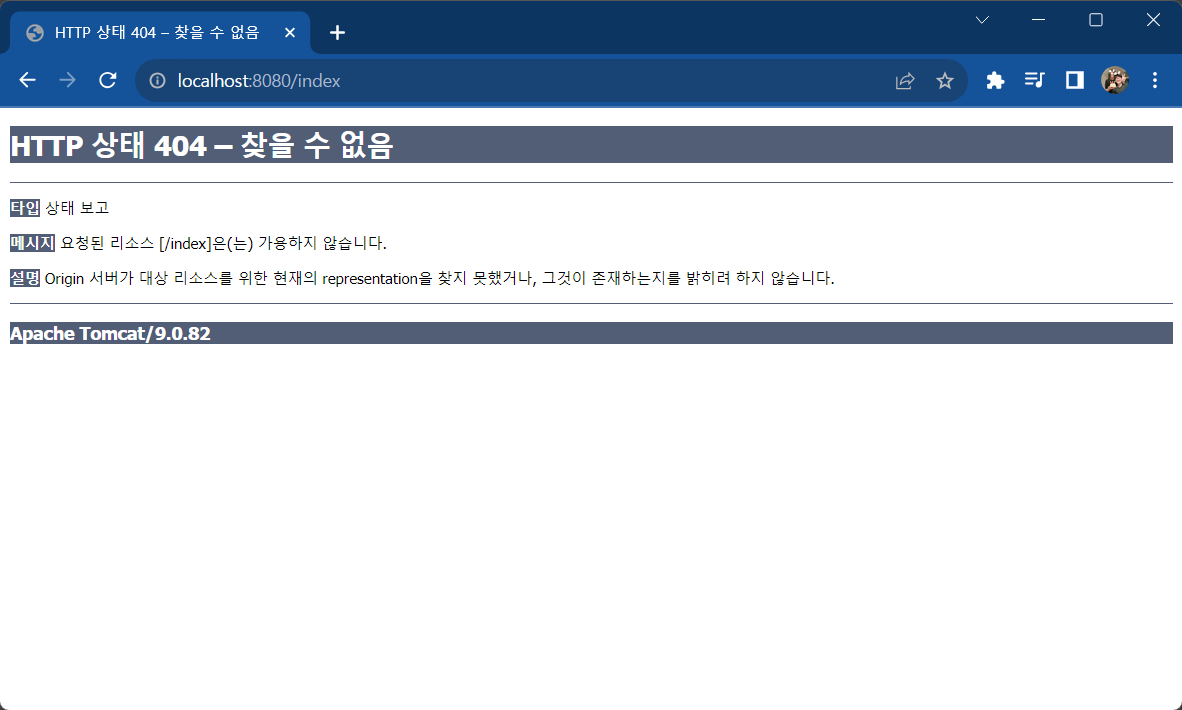 HTTP 상태 404 – 찾을 수 없음
localhost:8080/index
HTTP 상태 404 – 찾을 수 없음
타입 상태 보고
메시지 요청된 리소스 [/index]은(는) 가용하지 않습니다.
설명 Origin 서버가 대상 리소스를 위한 현재의 representation을 찾지 못했거나, 그것이 존재하는지를 밝히려 하지 않습니다.
Apache Tomcat/9.0.82